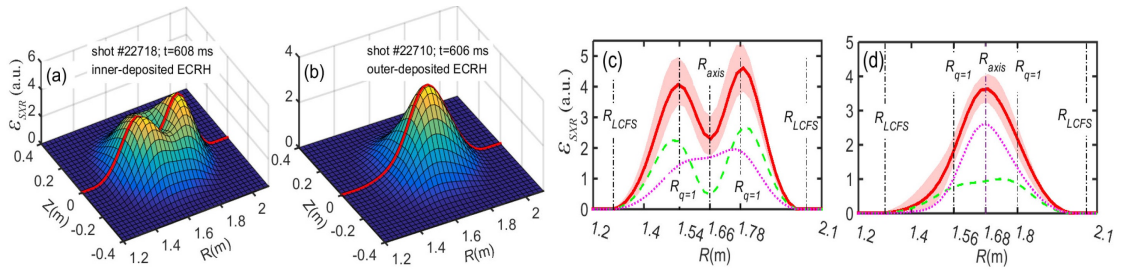 (a)
shot #22718; t=608 ms
inner-deposited ECRH
6
4
2
0
ε_SXR (a.u.)
0.4
0.2
0
-0.2
-0.4
Z(m)
1.2
1.4
1.6
1.8
2
R(m)
(b)
shot #22710; t=606 ms
outer-deposited ECRH
4
2
0
0.4
0.2
0
-0.2
-0.4
Z(m)
1.2
1.4
1.6
1.8
2
R(m)
(c)
5
4
3
2
1
0
ε_SXR (a.u.)
R_axis
R_LCFS
R_LCFS
R_q=1
R_q=1
1.2
1.4
1.54
1.66
1.78
2.1
R(m)
(d)
5
4
3
2
1
0
R_q=1
R_axis
R_q=1
R_LCFS
R_LCFS
1.2
1.4
1.56
1.68
1.8
2.1
R(m)